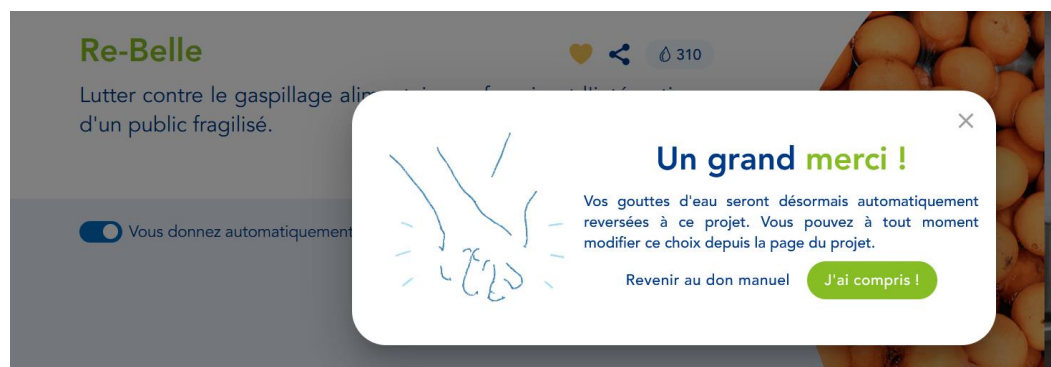 Re-Belle
310
Lutter contre le gaspillage
d'un public fragilisé.
Vous donnez automatiquement
Un grand merci !
Vos gouttes d'eau seront désormais automatiquement
reversées à ce projet. Vous pouvez à tout moment
modifier ce choix depuis la page du projet.
Revenir au don manuel J'ai compris !